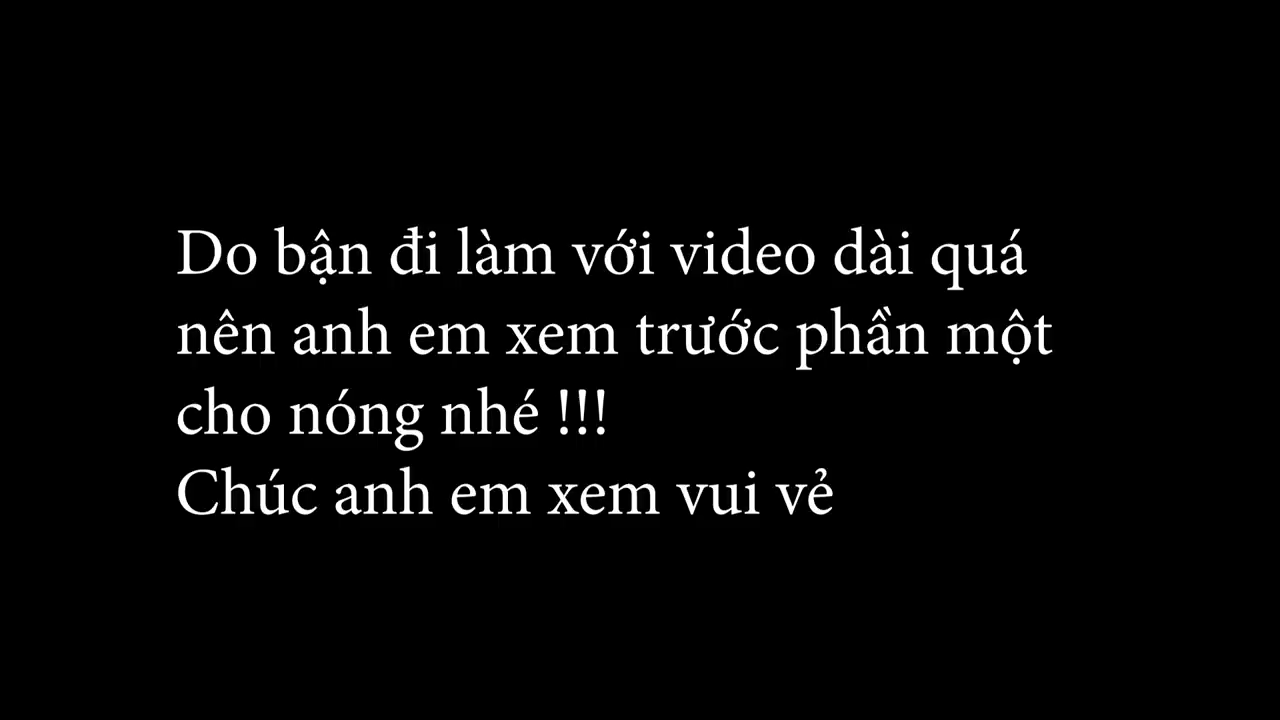 Do bận đi làm với video dài quá
nên anh em xem trước phần một
cho nóng nhé !!!
Chúc anh em xem vui vẻ